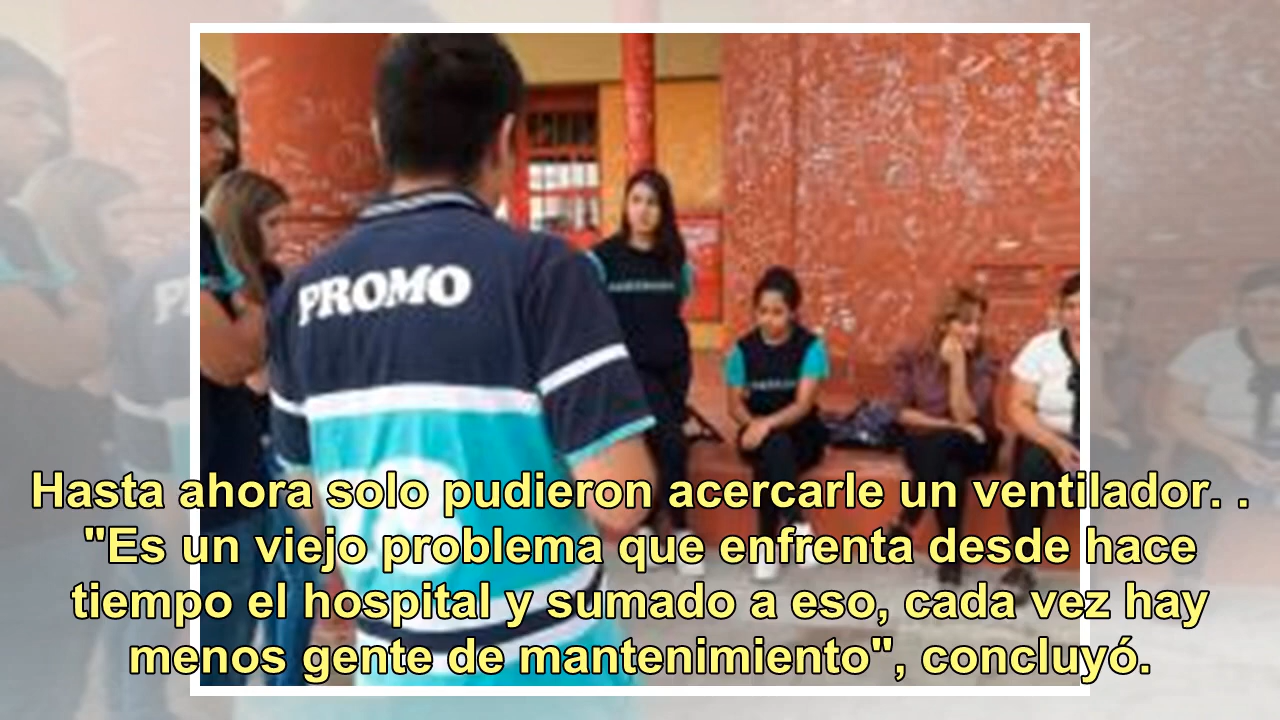 PROMO
Hasta ahora solo pudieron acercarle un ventilador. .
"Es un viejo problema que enfrenta desde hace
tiempo el hospital y sumado a eso, cada vez hay
menos gente de mantenimiento", concluyó.